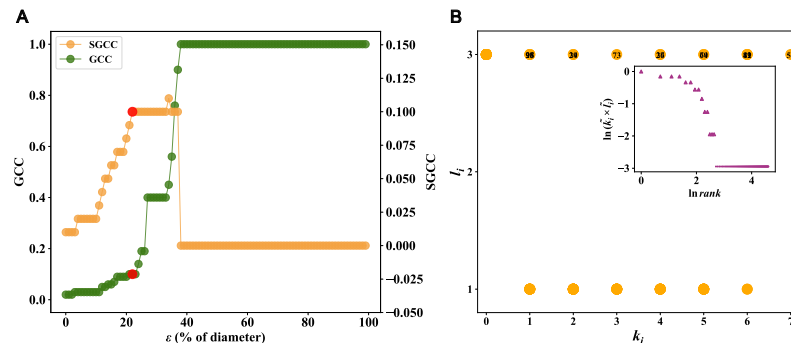 A
SGCC
GCC
1.0
0.8
0.6
0.4
0.2
0.0
GCC
0.150
0.125
0.100
0.075
0.050
0.025
0.000
−0.025
−0.050
SGCC
0 20 40 60 80 100
ε (% of diameter)
B
3
2
1
l_i
73
5
0 1 2 3 4 5 6 7
k_i
0
−1
−2
−3
ln (k̃_i × l̃_i)
0 2 4
ln rank